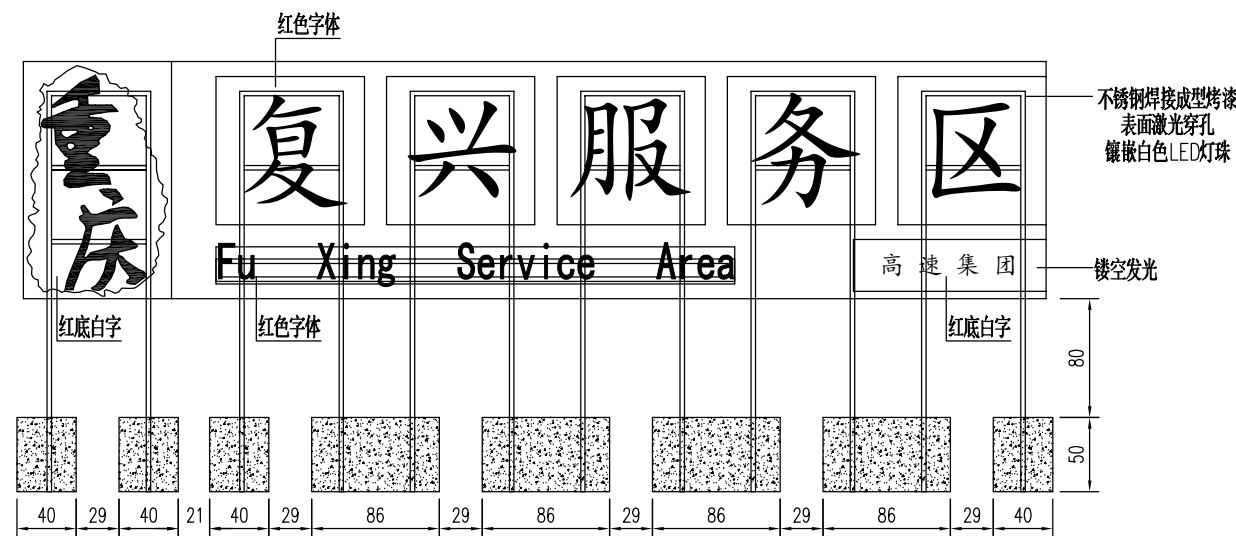 红色字体
重庆
复兴服务区
不锈钢焊接成型烤漆
表面激光穿孔
镶嵌白色LED灯珠
Fu Xing Service Area
高速集团
镂空发光
红底白字
红色字体
红底白字
80
50
40 29 40 21 40 29 86 29 86 29 86 29 86 29 40